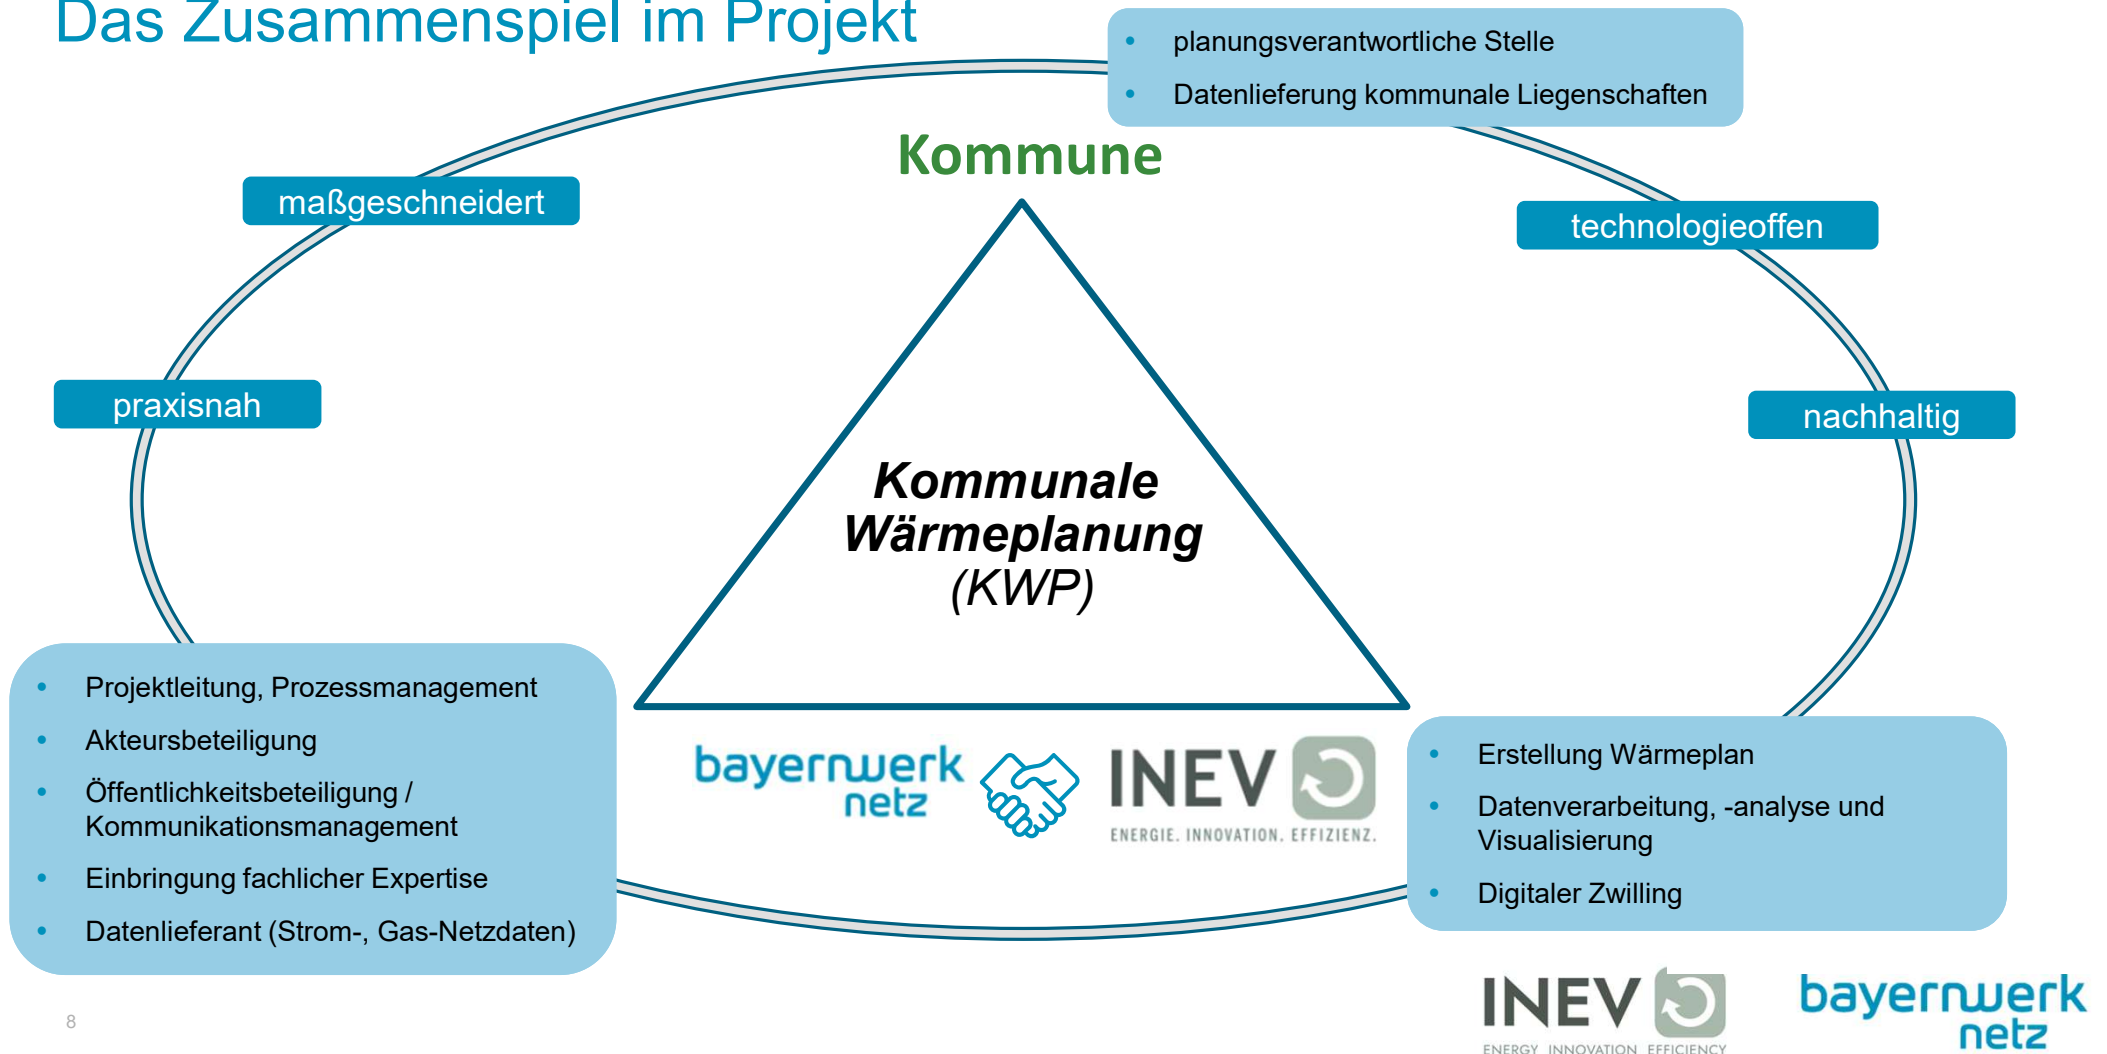 Das Zusammenspiel im Projekt
• planungsverantwortliche Stelle
• Datenlieferung kommunale Liegenschaften
Kommune
maßgeschneidert
technologieoffen
praxisnah
nachhaltig
Kommunale
Wärmeplanung
(KWP)
• Projektleitung, Prozessmanagement
• Akteursbeteiligung
• Öffentlichkeitsbeteiligung /
Kommunikationsmanagement
• Einbringung fachlicher Expertise
• Datenlieferant (Strom-, Gas-Netzdaten)
bayernwerk
netz
INEV
ENERGIE. INNOVATION. EFFIZIENZ.
• Erstellung Wärmeplan
• Datenverarbeitung, -analyse und
Visualisierung
• Digitaler Zwilling
8
INEV
ENERGY INNOVATION EFFICIENCY
bayernwerk
netz